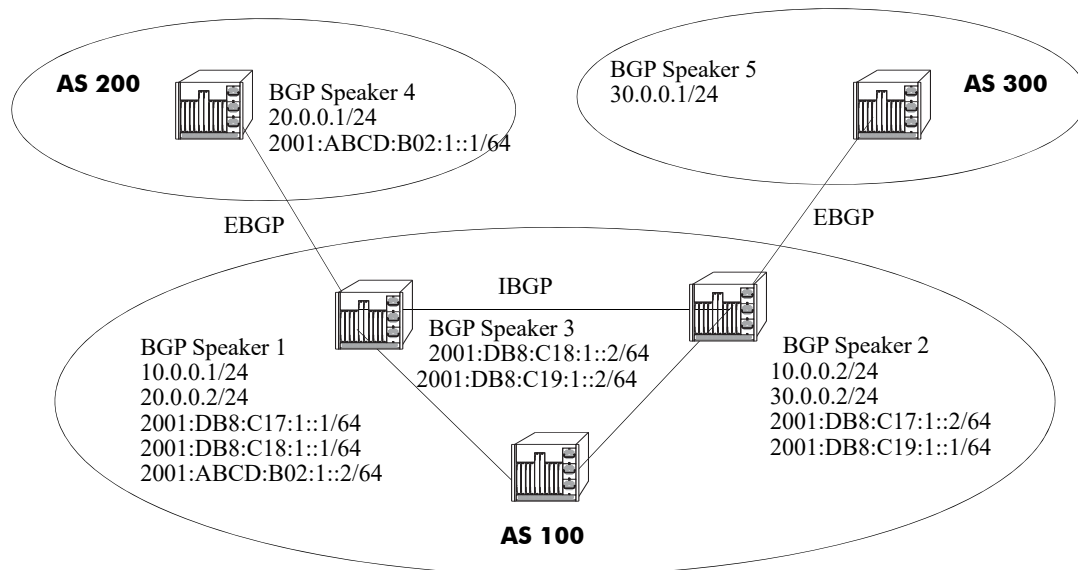 AS 200
BGP Speaker 4
20.0.0.1/24
2001:ABCD:B02:1::1/64
BGP Speaker 5
30.0.0.1/24
AS 300
EBGP
EBGP
IBGP
BGP Speaker 1
10.0.0.1/24
20.0.0.2/24
2001:DB8:C17:1::1/64
2001:DB8:C18:1::1/64
2001:ABCD:B02:1::2/64
BGP Speaker 3
2001:DB8:C18:1::2/64
2001:DB8:C19:1::2/64
BGP Speaker 2
10.0.0.2/24
30.0.0.2/24
2001:DB8:C17:1::2/64
2001:DB8:C19:1::1/64
AS 100